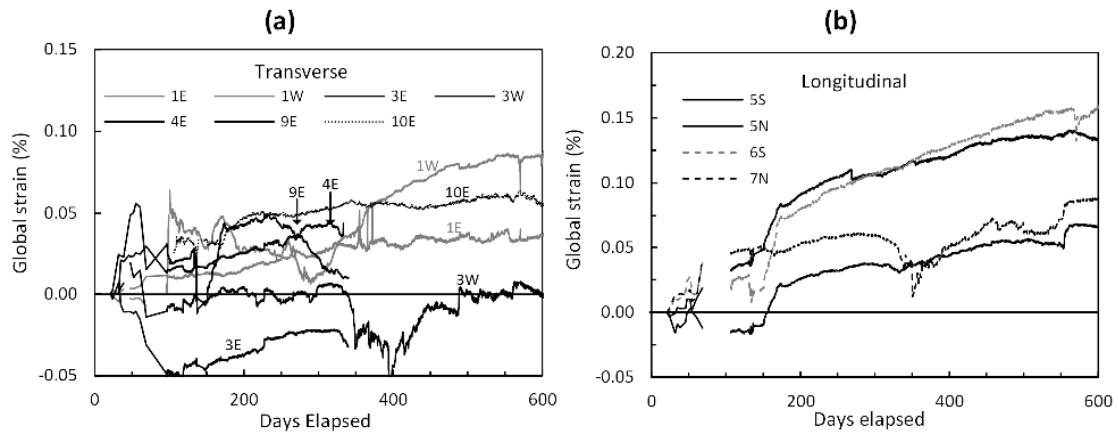 (a)
0.15
0.10
0.05
0.00
-0.05
Global strain (%)
Transverse
1E 1W 3E 3W
4E 9E 10E
1W
9E 4E
10E
1E
3W
3E
0 200 400 600
Days Elapsed
(b)
0.20
0.15
0.10
0.05
0.00
-0.05
Global strain (%)
Longitudinal
5S
5N
6S
7N
0 200 400 600
Days elapsed